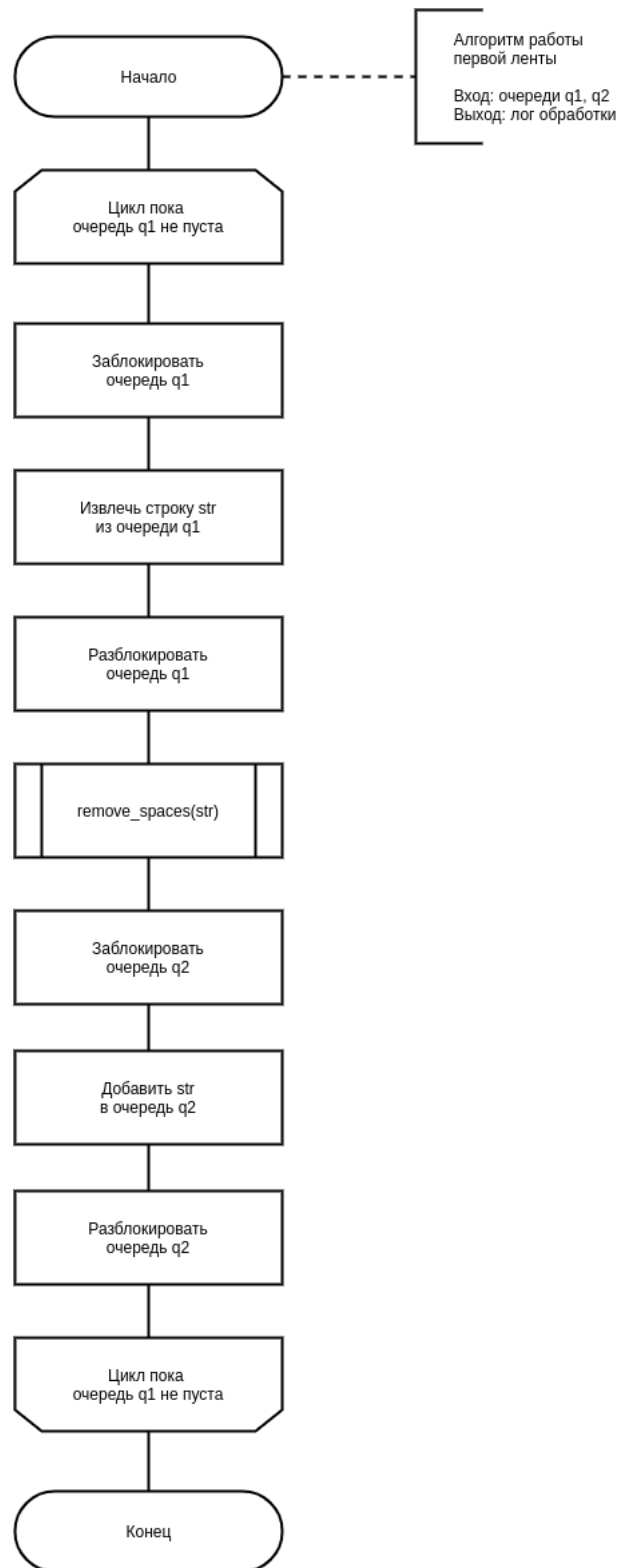 Начало
Алгоритм работы
первой ленты
Вход: очереди q1, q2
Выход: лог обработки
Цикл пока
очередь q1 не пуста
Заблокировать
очередь q1
Извлечь строку str
из очереди q1
Разблокировать
очередь q1
remove_spaces(str)
Заблокировать
очередь q2
Добавить str
в очередь q2
Разблокировать
очередь q2
Цикл пока
очередь q1 не пуста
Конец